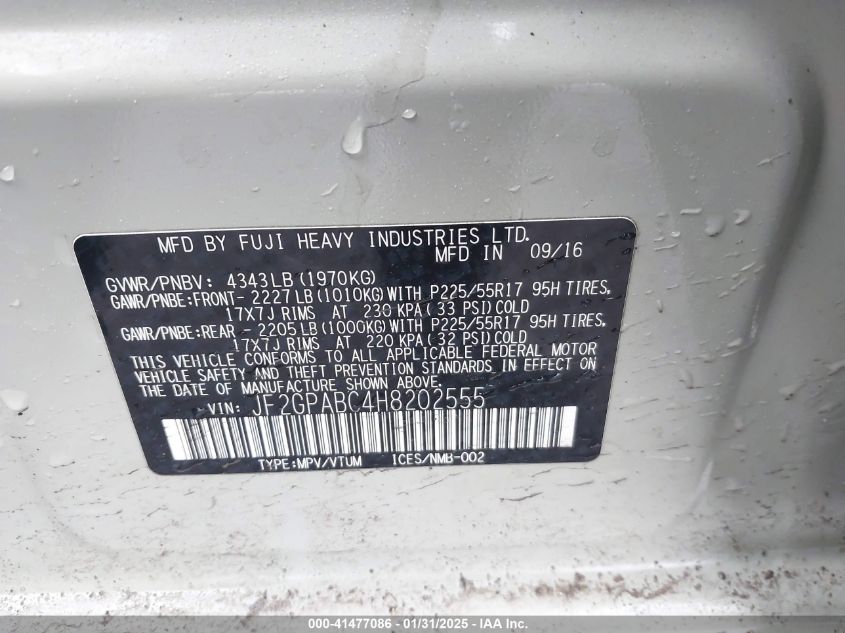 MFD BY FUJI HEAVY INDUSTRIES LTD.
MFD IN 09/16
GVWR/PNBV: 4343LB(1970KG)
GAWR/PNBE:FRONT- 2227LB(1010KG)WITH P225/55R17 95H TIRES,
17X7J RIMS AT 230 KPA(33 PSI)COLD
GAWR/PNBE:REAR - 2205LB(1000KG)WITH P225/55R17 95H TIRES,
17X7J RIMS AT 220 KPA(32 PSI)COLD
THIS VEHICLE CONFORMS TO ALL APPLICABLE FEDERAL MOTOR
VEHICLE SAFETY AND THEFT PREVENTION STANDARDS IN EFFECT ON
THE DATE OF MANUFACTURE SHOWN ABOVE.
VIN: JF2GPABC4H8202555
TYPE:MPV/VTUM ICES/NMB-002
000-41477086 - 01/31/2025 - IAA Inc.